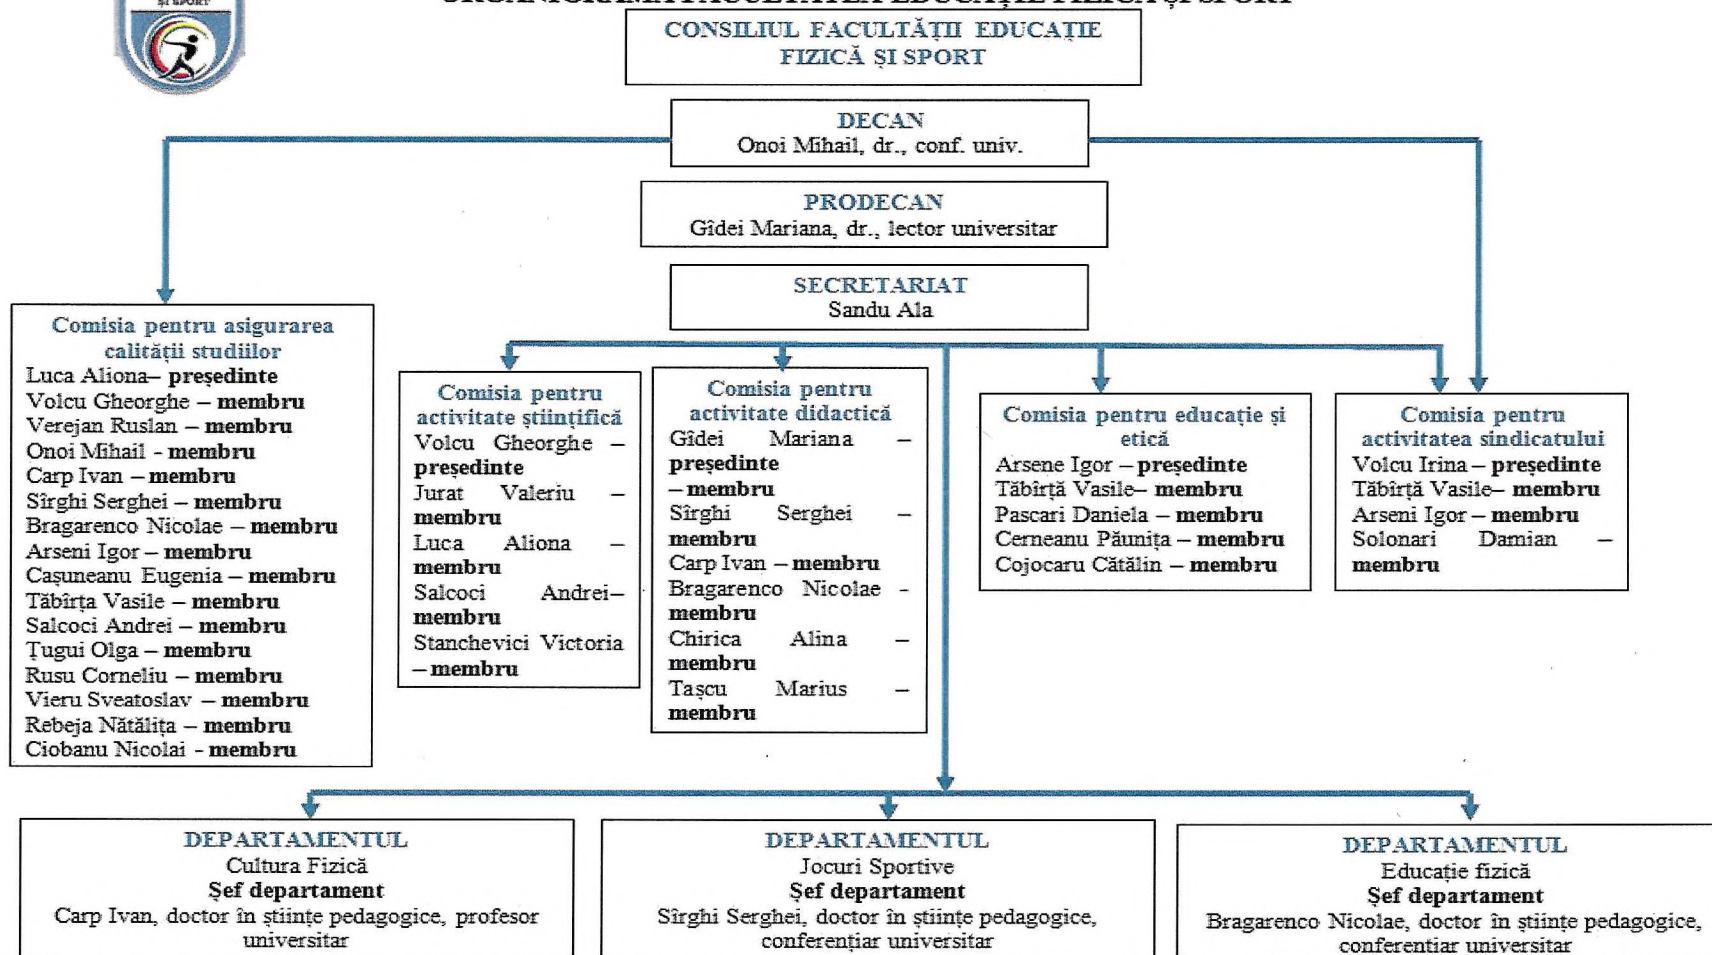 ȘI SPORT
ORGANIGRAMA FACULTATEA EDUCAȚIE FIZICĂ ȘI SPORT
CONSILIUL FACULTĂȚII EDUCAȚIE
FIZICĂ ȘI SPORT
DECAN
Onoi Mihail, dr., conf. univ.
PRODECAN
Gîdei Mariana, dr., lector universitar
SECRETARIAT
Sandu Ala
Comisia pentru asigurarea
calității studiilor
Luca Aliona– președinte
Volcu Gheorghe – membru
Verejan Ruslan – membru
Onoi Mihail - membru
Carp Ivan – membru
Sîrghi Serghei – membru
Bragarenco Nicolae – membru
Arseni Igor – membru
Cașuneanu Eugenia – membru
Tăbîrța Vasile – membru
Salcoci Andrei – membru
Țugui Olga – membru
Rusu Corneliu – membru
Vieru Sveatoslav – membru
Rebeja Nătălița – membru
Ciobanu Nicolai - membru
Comisia pentru
activitate științifică
Volcu Gheorghe –
președinte
Jurat Valeriu –
membru
Luca Aliona –
membru
Salcoci Andrei–
membru
Stanchevici Victoria
– membru
Comisia pentru
activitate didactică
Gîdei Mariana –
președinte
– membru
Sîrghi Serghei –
membru
Carp Ivan – membru
Bragarenco Nicolae -
membru
Chirica Alina –
membru
Tașcu Marius –
membru
Comisia pentru educație și
etică
Arsene Igor – președinte
Tăbîrță Vasile– membru
Pascari Daniela – membru
Cerneanu Păunița – membru
Cojocaru Cătălin – membru
Comisia pentru
activitatea sindicatului
Volcu Irina – președinte
Tăbîrță Vasile– membru
Arseni Igor – membru
Solonari Damian –
membru
DEPARTAMENTUL
Cultura Fizică
Șef departament
Carp Ivan, doctor în științe pedagogice, profesor
universitar
DEPARTAMENTUL
Jocuri Sportive
Șef departament
Sîrghi Serghei, doctor în științe pedagogice,
conferențiar universitar
DEPARTAMENTUL
Educație fizică
Șef departament
Bragarenco Nicolae, doctor în științe pedagogice,
conferențiar universitar